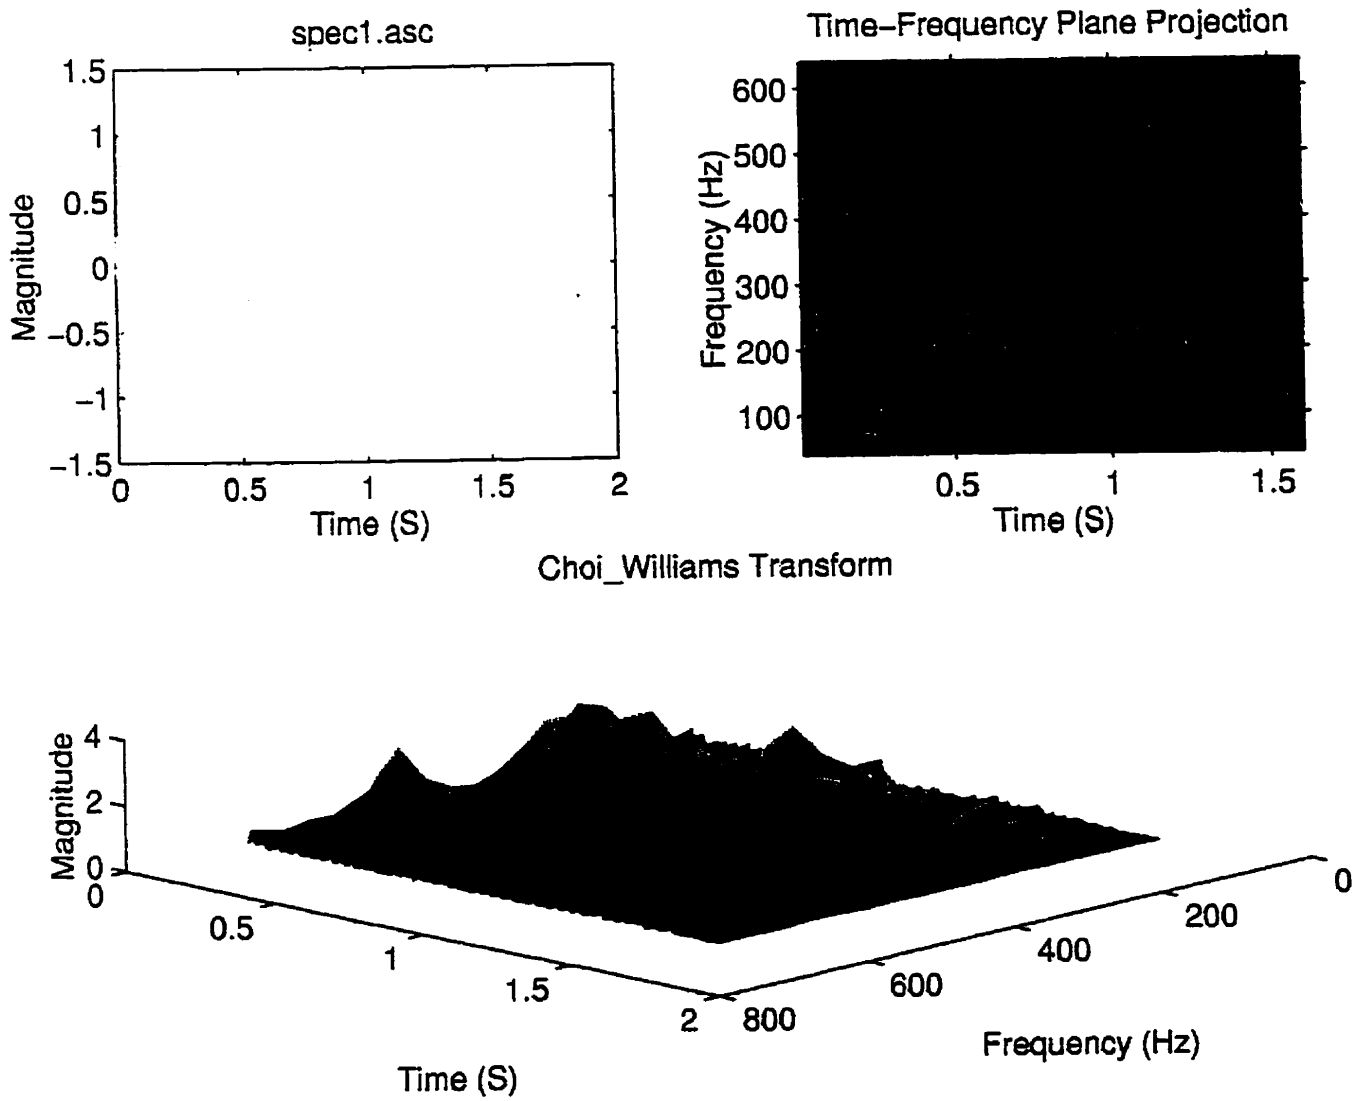 spec1.asc
1.5
1
0.5
0
−0.5
−1
−1.5
Magnitude
0 0.5 1 1.5 2
Time (S)
Time−Frequency Plane Projection
600
500
400
300
200
100
Frequency (Hz)
0.5 1 1.5
Time (S)
Choi_Williams Transform
4
2
0
Magnitude
0 0.5 1 1.5 2
Time (S)
800 600 400 200 0
Frequency (Hz)